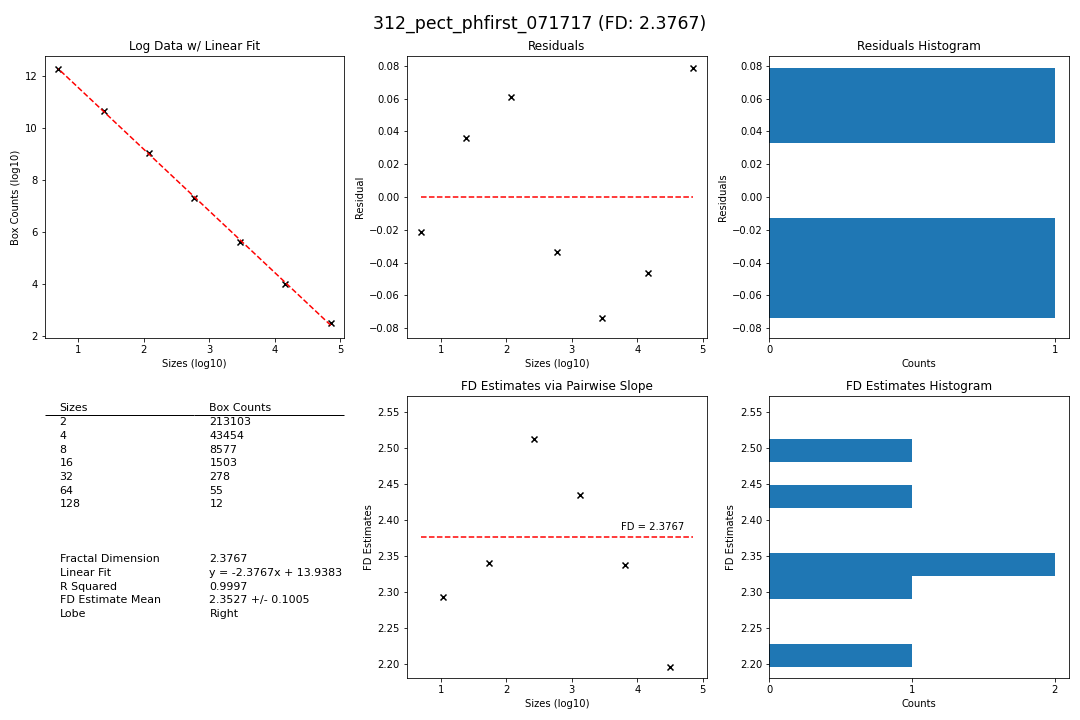 312_pect_phfirst_071717 (FD: 2.3767)
Log Data w/ Linear Fit
12
10
8
6
4
2
Box Counts (log10)
1 2 3 4 5
Sizes (log10)
Residuals
0.08
0.06
0.04
0.02
0.00
−0.02
−0.04
−0.06
−0.08
Residual
1 2 3 4 5
Sizes (log10)
Residuals Histogram
0.08
0.06
0.04
0.02
0.00
−0.02
−0.04
−0.06
−0.08
Residuals
0 1
Counts
Sizes Box Counts
2 213103
4 43454
8 8577
16 1503
32 278
64 55
128 12
Fractal Dimension 2.3767
Linear Fit y = -2.3767x + 13.9383
R Squared 0.9997
FD Estimate Mean 2.3527 +/- 0.1005
Lobe Right
FD Estimates via Pairwise Slope
2.55
2.50
2.45
2.40
2.35
2.30
2.25
2.20
FD Estimates
FD = 2.3767
1 2 3 4 5
Sizes (log10)
FD Estimates Histogram
2.55
2.50
2.45
2.40
2.35
2.30
2.25
2.20
FD Estimates
0 1 2
Counts